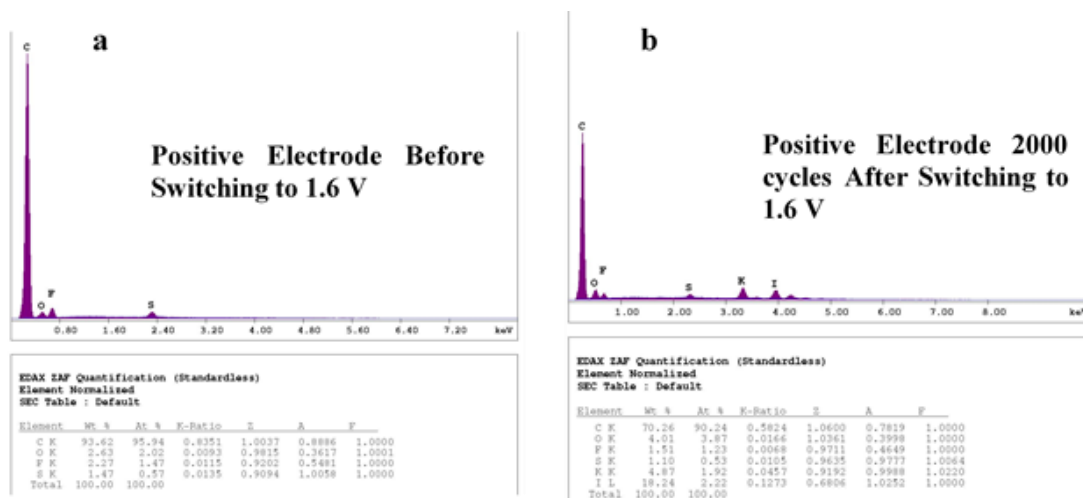 a
C
Positive Electrode Before
Switching to 1.6 V
O F S
0.80 1.60 2.40 3.20 4.00 4.80 5.60 6.40 7.20 keV
EDAX ZAF Quantification (Standardless)
Element Normalized
SEC Table : Default
Element Wt % At % K-Ratio Z A F
C K 93.62 95.94 0.8351 1.0037 0.8886 1.0000
O K 2.63 2.02 0.0093 0.9815 0.3617 1.0001
F K 2.27 1.47 0.0115 0.9202 0.5481 1.0000
S K 1.47 0.57 0.0135 0.9094 1.0058 1.0000
Total 100.00 100.00
b
C
Positive Electrode 2000
cycles After Switching to
1.6 V
O F S K I
1.00 2.00 3.00 4.00 5.00 6.00 7.00 8.00 ke
EDAX ZAF Quantification (Standardless)
Element Normalized
SEC Table : Default
Element Wt % At % K-Ratio Z A F
C K 70.26 90.24 0.5824 1.0600 0.7819 1.0000
O K 4.01 3.87 0.0166 1.0361 0.3998 1.0000
F K 1.51 1.23 0.0068 0.9711 0.4649 1.0000
S K 1.10 0.53 0.0105 0.9635 0.9777 1.0064
K K 4.87 1.92 0.0457 0.9192 0.9988 1.0220
I L 18.24 2.22 0.1273 0.6806 1.0252 1.0000
Total 100.00 100.00